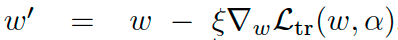 w′ = w − ξ∇_w 𝓛_tr(w, α)